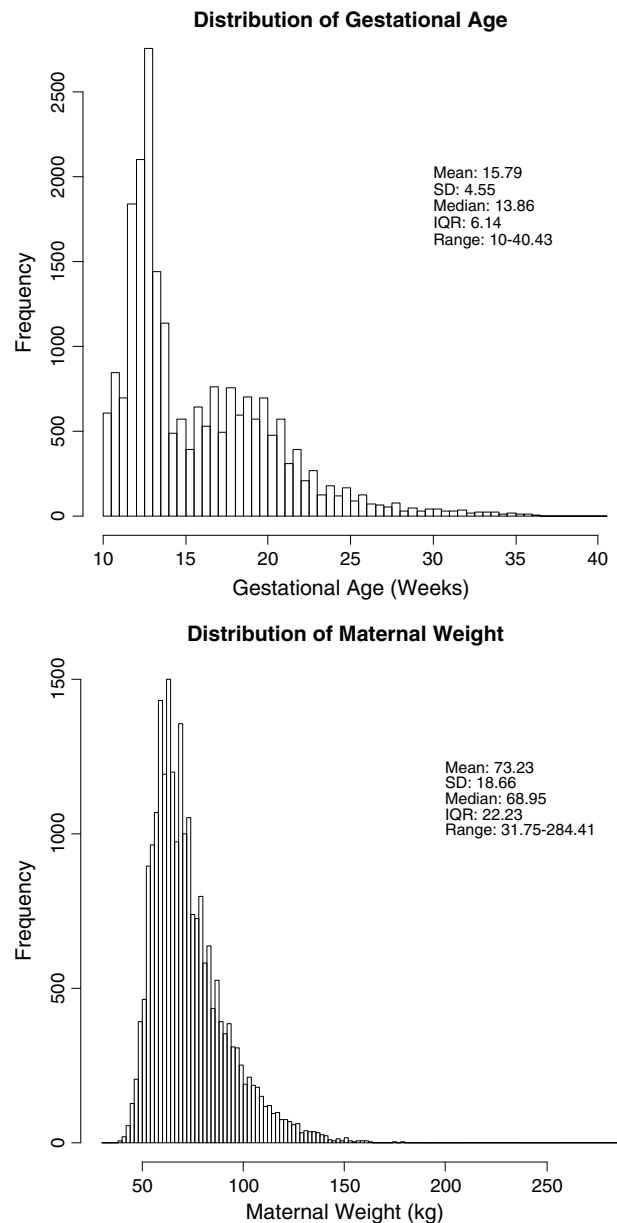 Distribution of Gestational Age
2500
2000
1500
1000
500
0
Frequency
Mean: 15.79
SD: 4.55
Median: 13.86
IQR: 6.14
Range: 10-40.43
10 15 20 25 30 35 40
Gestational Age (Weeks)
Distribution of Maternal Weight
1500
1000
500
0
Frequency
Mean: 73.23
SD: 18.66
Median: 68.95
IQR: 22.23
Range: 31.75-284.41
50 100 150 200 250
Maternal Weight (kg)